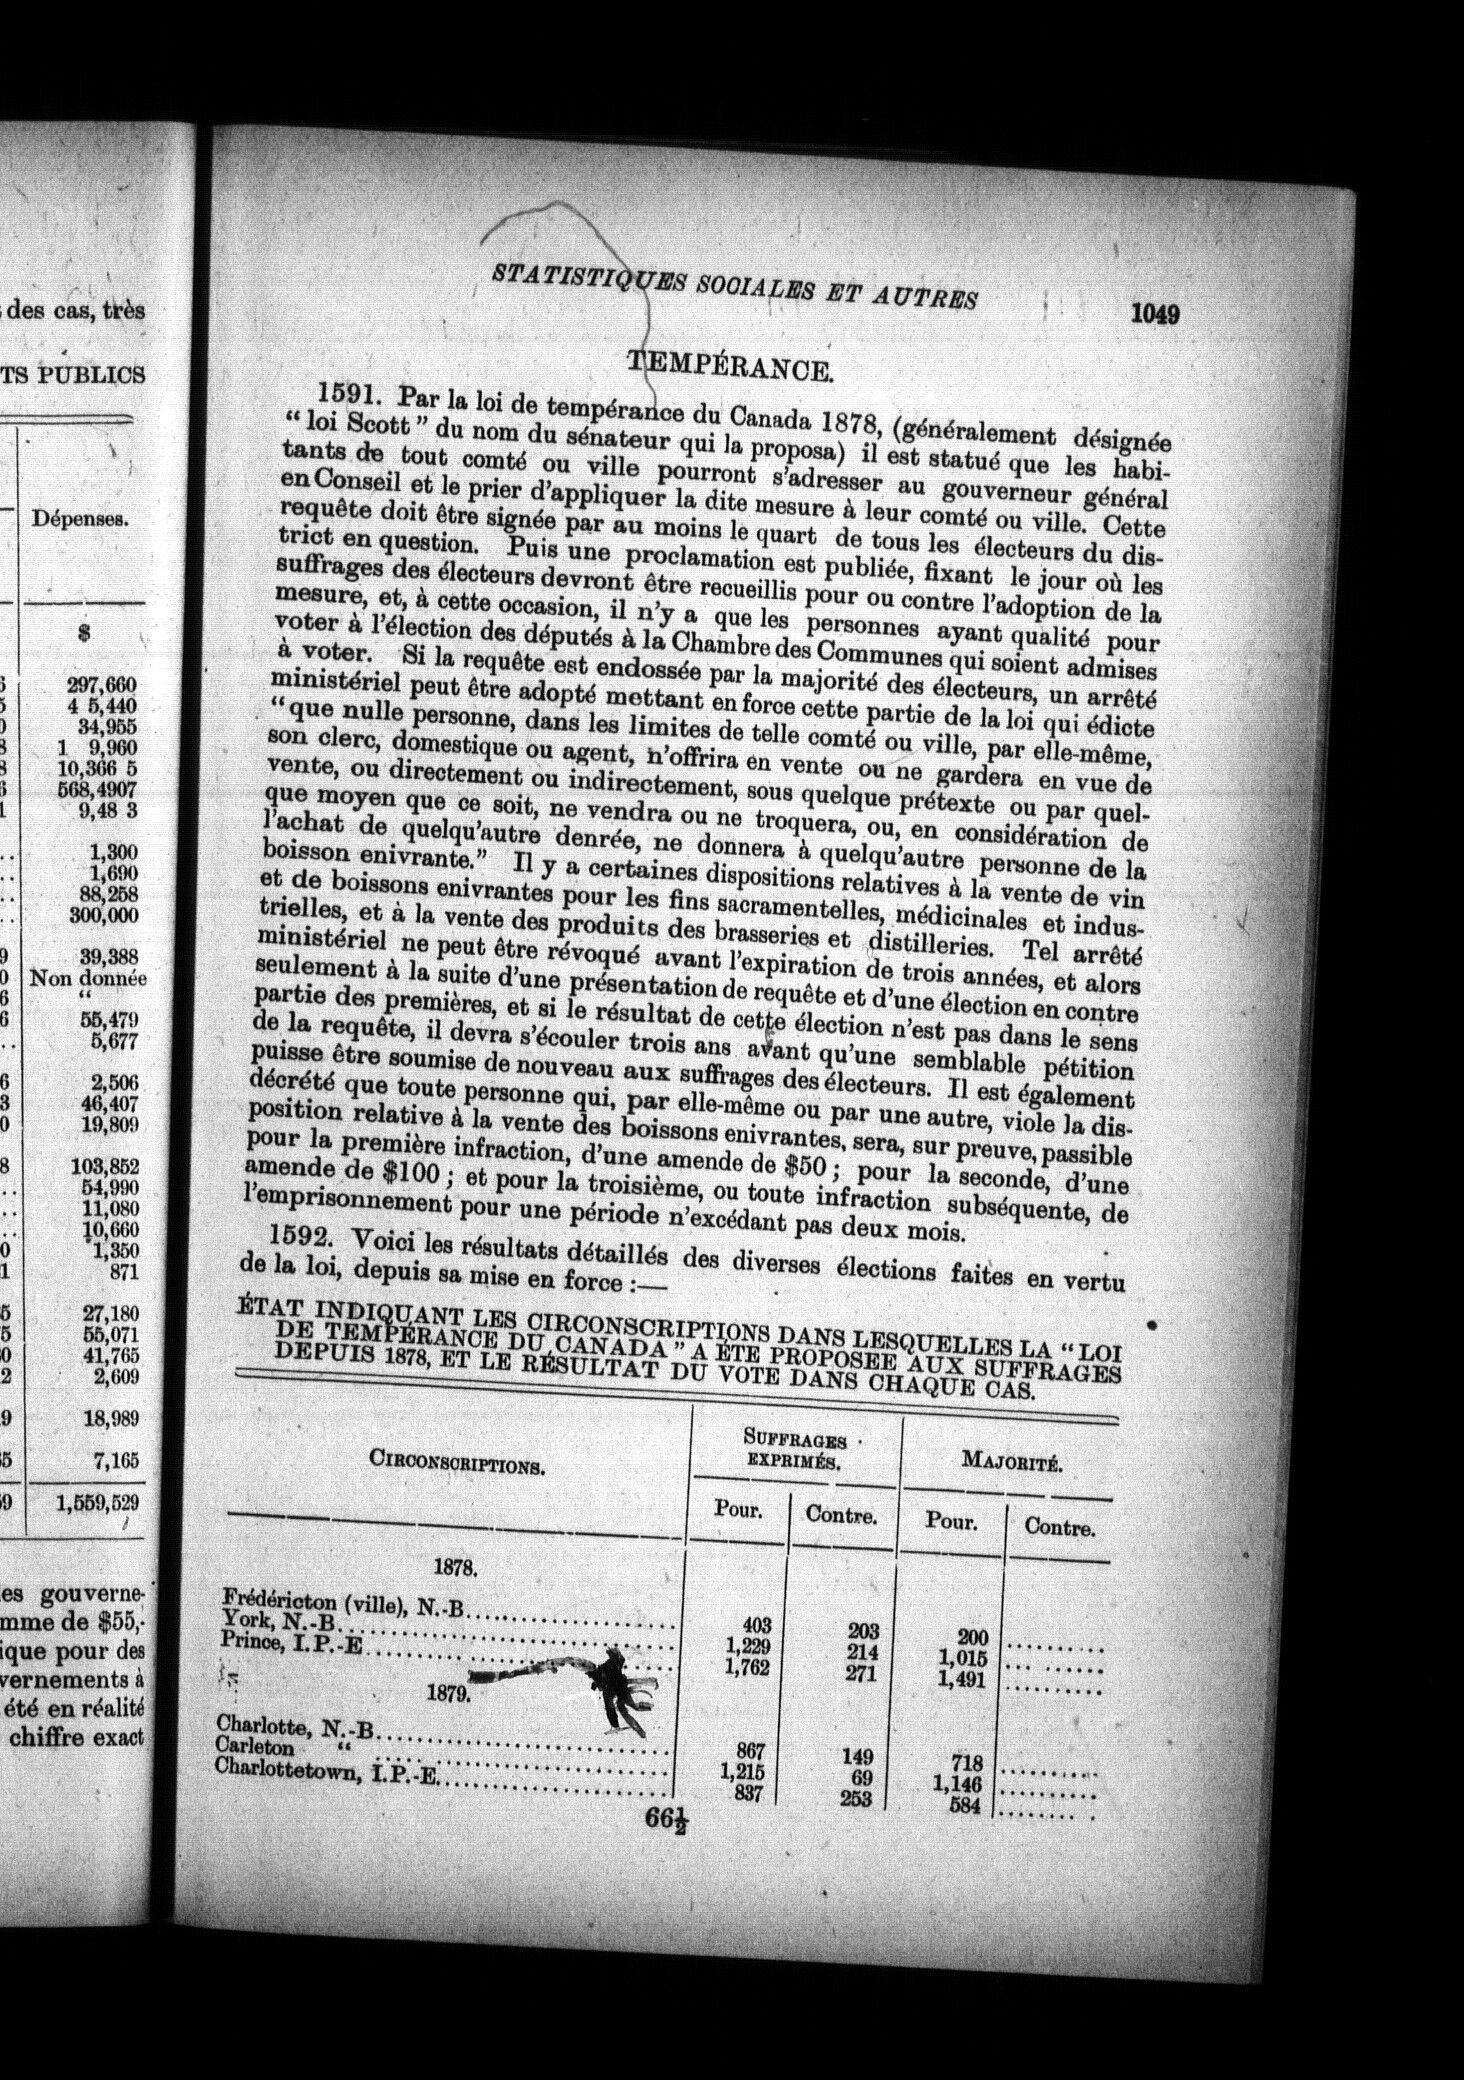 des cas, très
TS PUBLICS
Dépenses.
$
297,660
4 5,440
34,955
1 9,960
10,366 5
568,4907
9,48 3
1,300
1,690
88,258
300,000
39,388
Non donnée
“
55,479
5,677
2,506
46,407
19,809
103,852
54,990
11,080
10,660
1,350
871
27,180
55,071
41,765
2,609
18,989
7,165
1,559,529
es gouverne-
mme de $55,-
ique pour des
vernements à
été en réalité
chiffre exact
STATISTIQUES SOCIALES ET AUTRES 1049
TEMPÉRANCE.
1591. Par la loi de tempérance du Canada 1878, (généralement désignée
“ loi Scott ” du nom du sénateur qui la proposa) il est statué que les habi-
tants de tout comté ou ville pourront s’adresser au gouverneur général
en Conseil et le prier d’appliquer la dite mesure à leur comté ou ville. Cette
requête doit être signée par au moins le quart de tous les électeurs du dis-
trict en question. Puis une proclamation est publiée, fixant le jour où les
suffrages des électeurs devront être recueillis pour ou contre l’adoption de la
mesure, et, à cette occasion, il n’y a que les personnes ayant qualité pour
voter à l’élection des députés à la Chambre des Communes qui soient admises
à voter. Si la requête est endossée par la majorité des électeurs, un arrêté
ministériel peut être adopté mettant en force cette partie de la loi qui édicte
“ que nulle personne, dans les limites de telle comté ou ville, par elle-même,
son clerc, domestique ou agent, n’offrira en vente ou ne gardera en vue de
vente, ou directement ou indirectement, sous quelque prétexte ou par quel-
que moyen que ce soit, ne vendra ou ne troquera, ou, en considération de
l’achat de quelqu’autre denrée, ne donnera à quelqu’autre personne de la
boisson enivrante.” Il y a certaines dispositions relatives à la vente de vin
et de boissons enivrantes pour les fins sacramentelles, médicinales et indus-
trielles, et à la vente des produits des brasseries et distilleries. Tel arrêté
ministériel ne peut être révoqué avant l’expiration de trois années, et alors
seulement à la suite d’une présentation de requête et d’une élection en contre
partie des premières, et si le résultat de cette élection n’est pas dans le sens
de la requête, il devra s’écouler trois ans avant qu’une semblable pétition
puisse être soumise de nouveau aux suffrages des électeurs. Il est également
décrété que toute personne qui, par elle-même ou par une autre, viole la dis-
position relative à la vente des boissons enivrantes, sera, sur preuve, passible
pour la première infraction, d’une amende de $50 ; pour la seconde, d’une
amende de $100 ; et pour la troisième, ou toute infraction subséquente, de
l’emprisonnement pour une période n’excédant pas deux mois.
1592. Voici les résultats détaillés des diverses élections faites en vertu
de la loi, depuis sa mise en force :—
ÉTAT INDIQUANT LES CIRCONSCRIPTIONS DANS LESQUELLES LA “ LOI
DE TEMPÉRANCE DU CANADA ” A ÉTE PROPOSEE AUX SUFFRAGES
DEPUIS 1878, ET LE RÉSULTAT DU VOTE DANS CHAQUE CAS.
CIRCONSCRIPTIONS. SUFFRAGES EXPRIMÉS. MAJORITÉ.
Pour. Contre. Pour. Contre.
1878.
Frédéricton (ville), N.-B. 403 203 200
York, N.-B. 1,229 214 1,015
Prince, I.P.-E. 1,762 271 1,491
1879.
Charlotte, N.-B. 867 149 718
Carleton “ 1,215 69 1,146
Charlottetown, I.P.-E. 837 253 584
66½